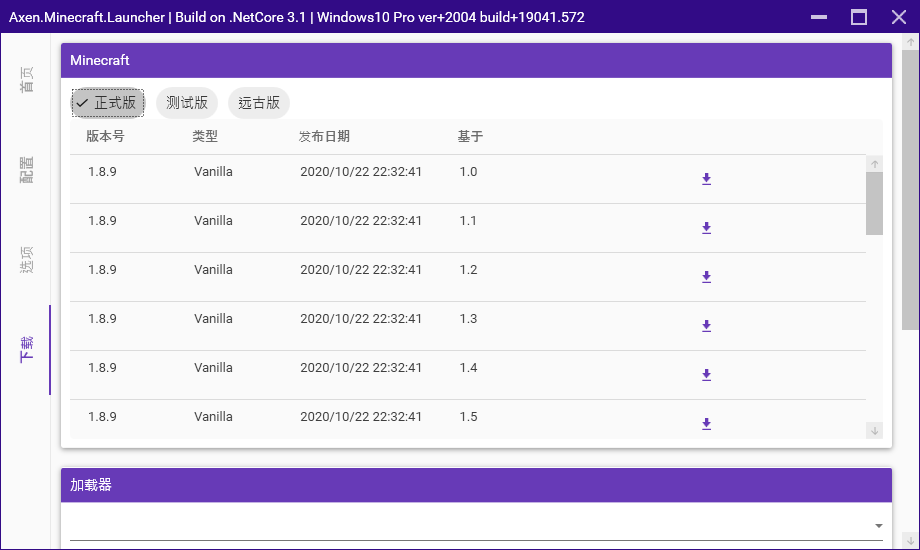 Axen.Minecraft.Launcher | Build on .NetCore 3.1 | Windows10 Pro ver+2004 build+19041.572
首页
配置
选项
下载
Minecraft
正式版 测试版 远古版
版本号 类型 发布日期 基于
1.8.9 Vanilla 2020/10/22 22:32:41 1.0
1.8.9 Vanilla 2020/10/22 22:32:41 1.1
1.8.9 Vanilla 2020/10/22 22:32:41 1.2
1.8.9 Vanilla 2020/10/22 22:32:41 1.3
1.8.9 Vanilla 2020/10/22 22:32:41 1.4
1.8.9 Vanilla 2020/10/22 22:32:41 1.5
加载器